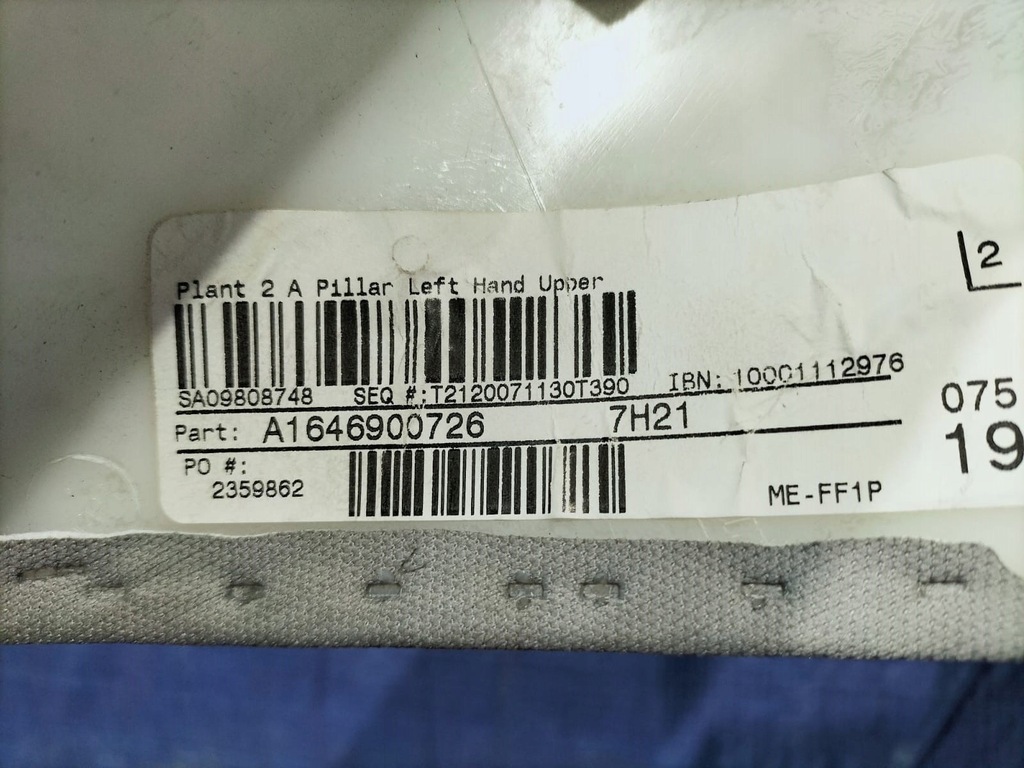 Plant 2 A Pillar Left Hand Upper
2
SA09808748 SEQ #:T2120071130T390 IBN: 10001112976
Part: A1646900726 7H21
075
19
PO #:
2359862
ME-FF1P